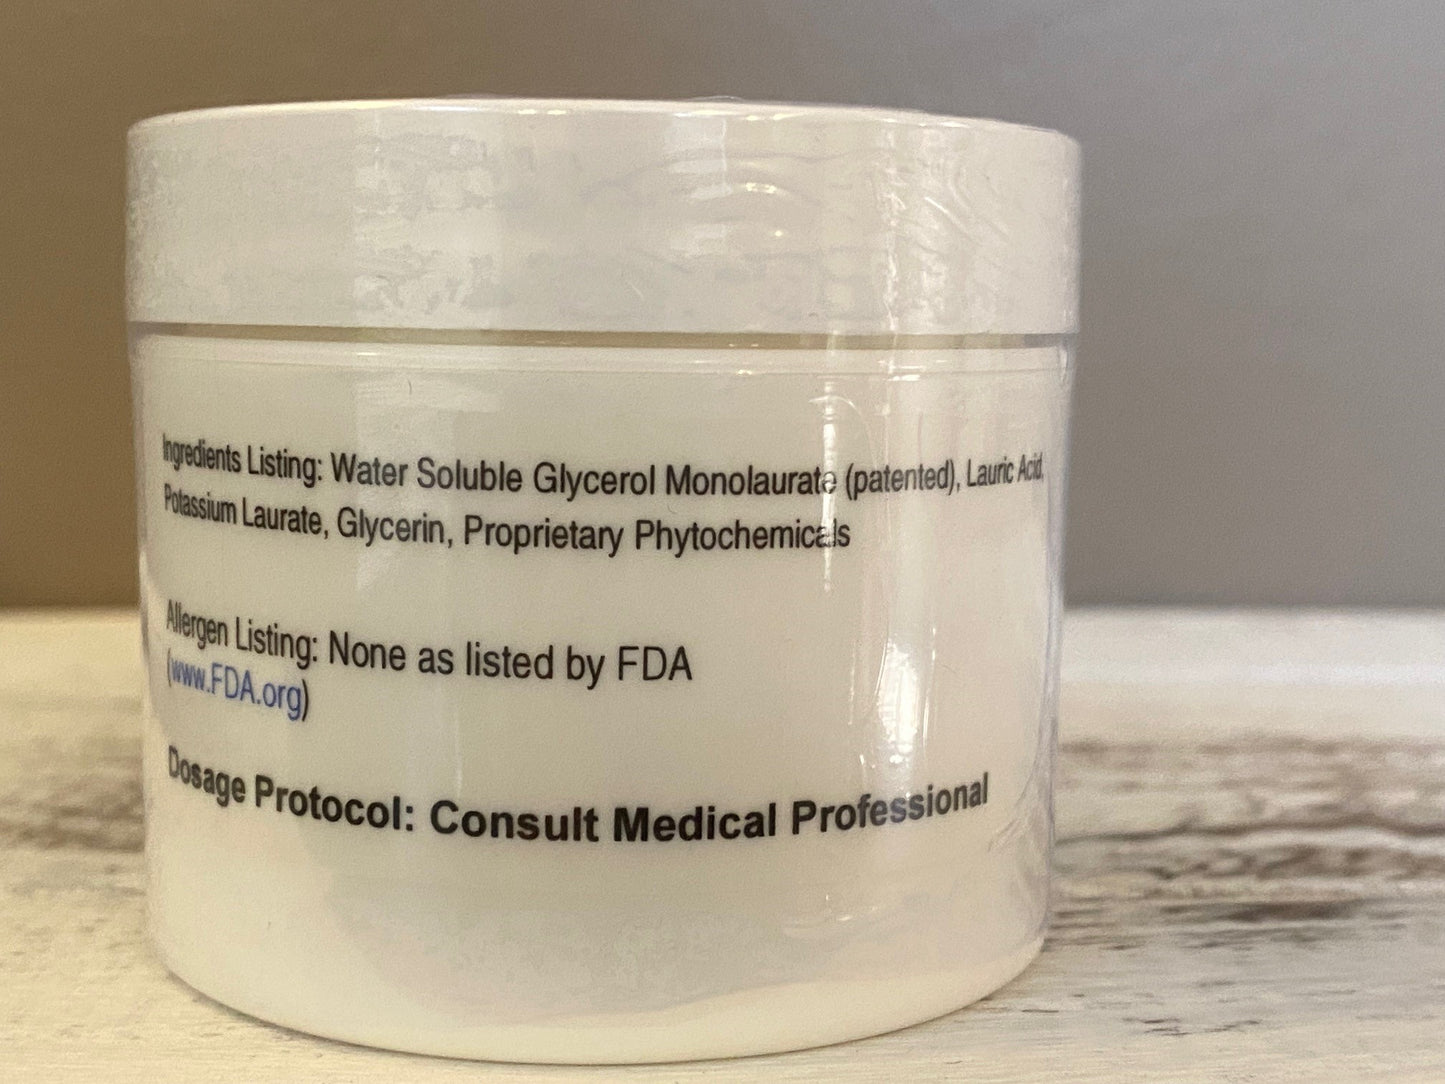 Ingredients Listing: Water Soluble Glycerol Monolaurate (patented), Lauric Acid,
Potassium Laurate, Glycerin, Proprietary Phytochemicals
Allergen Listing: None as listed by FDA
(www.FDA.org)
Dosage Protocol: Consult Medical Professional